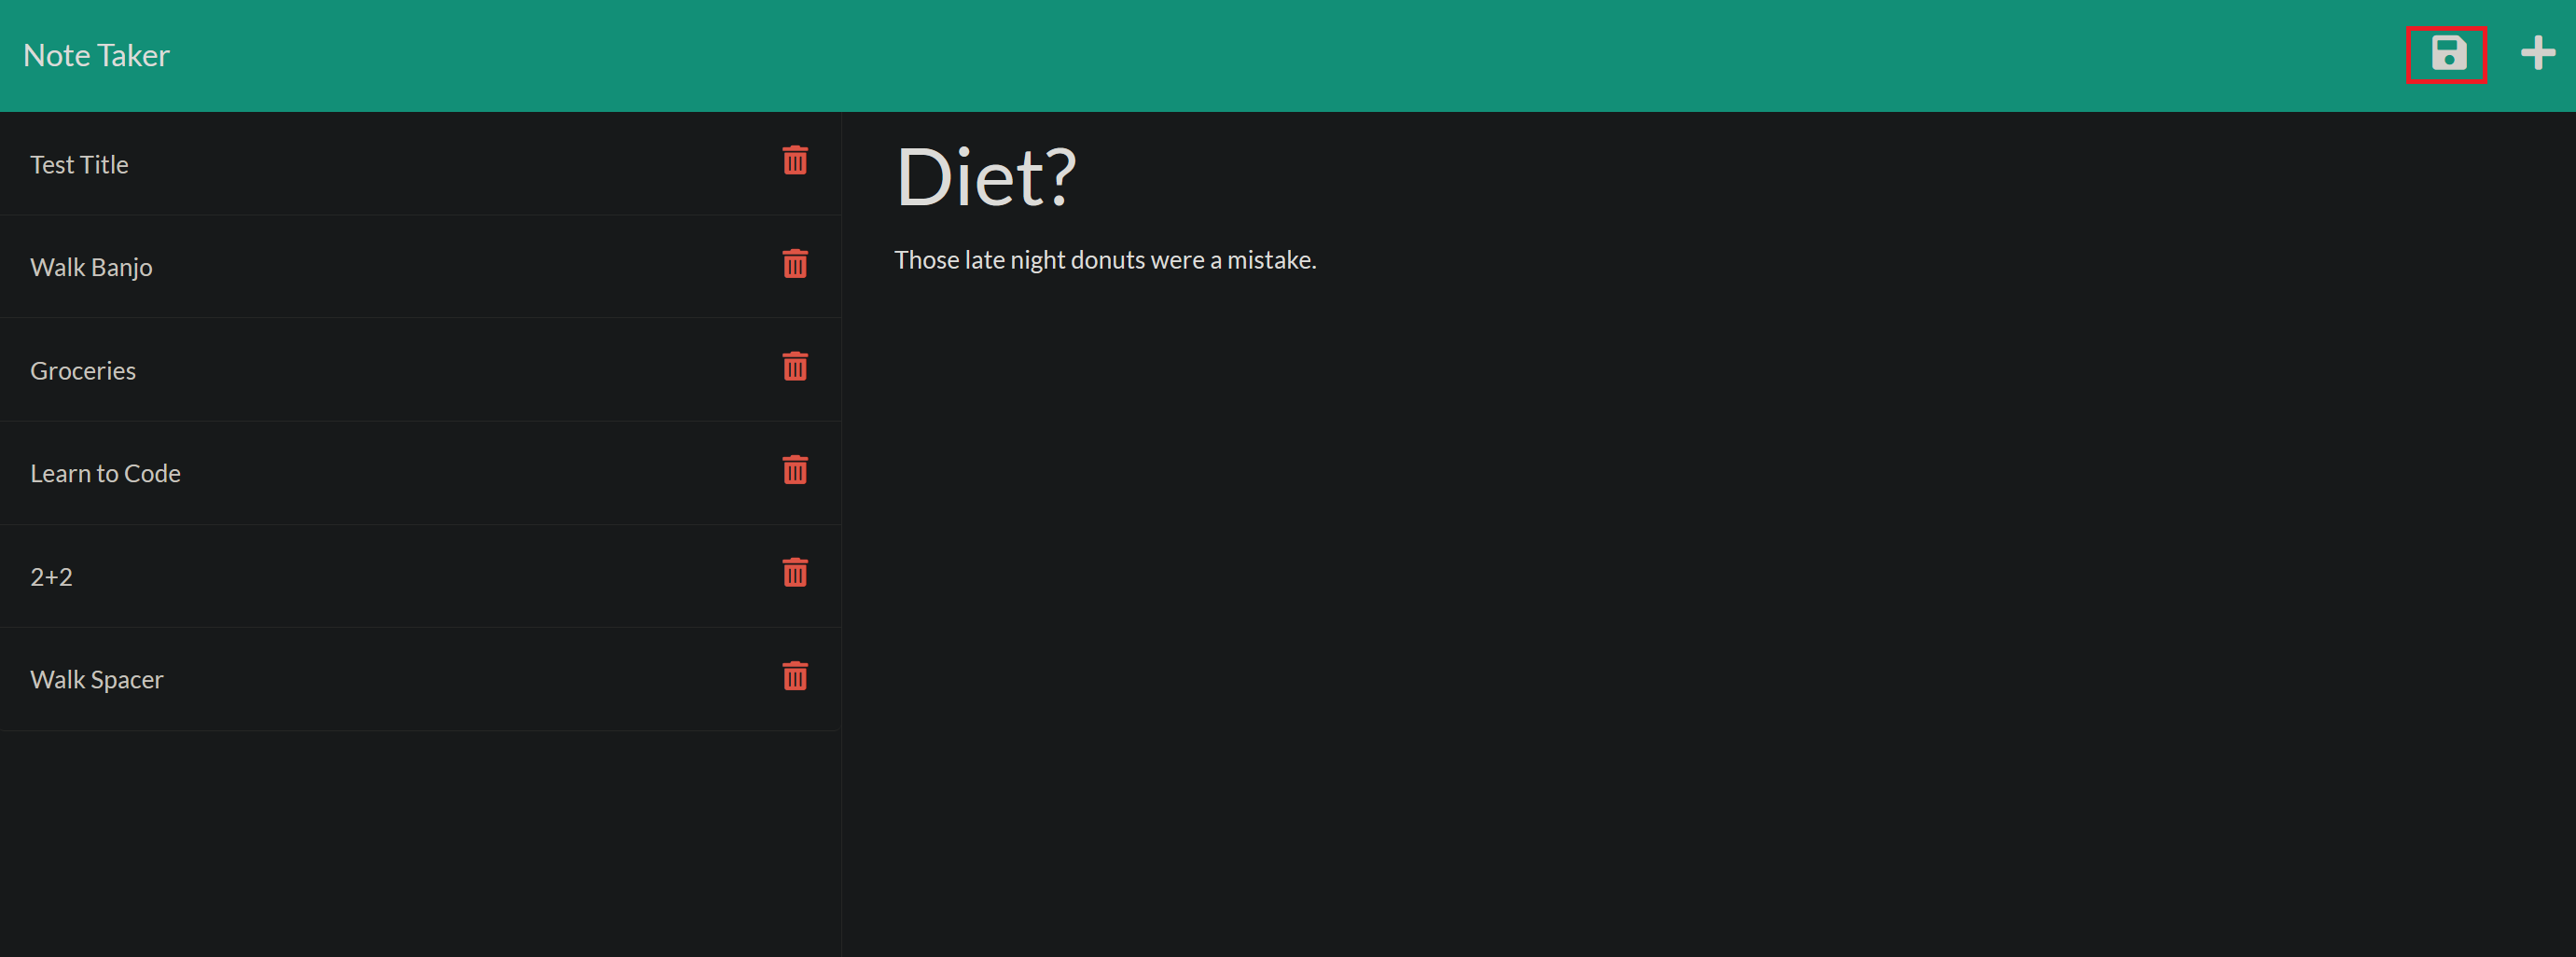 Note Taker
Test Title
Walk Banjo
Groceries
Learn to Code
2+2
Walk Spacer
Diet?
Those late night donuts were a mistake.